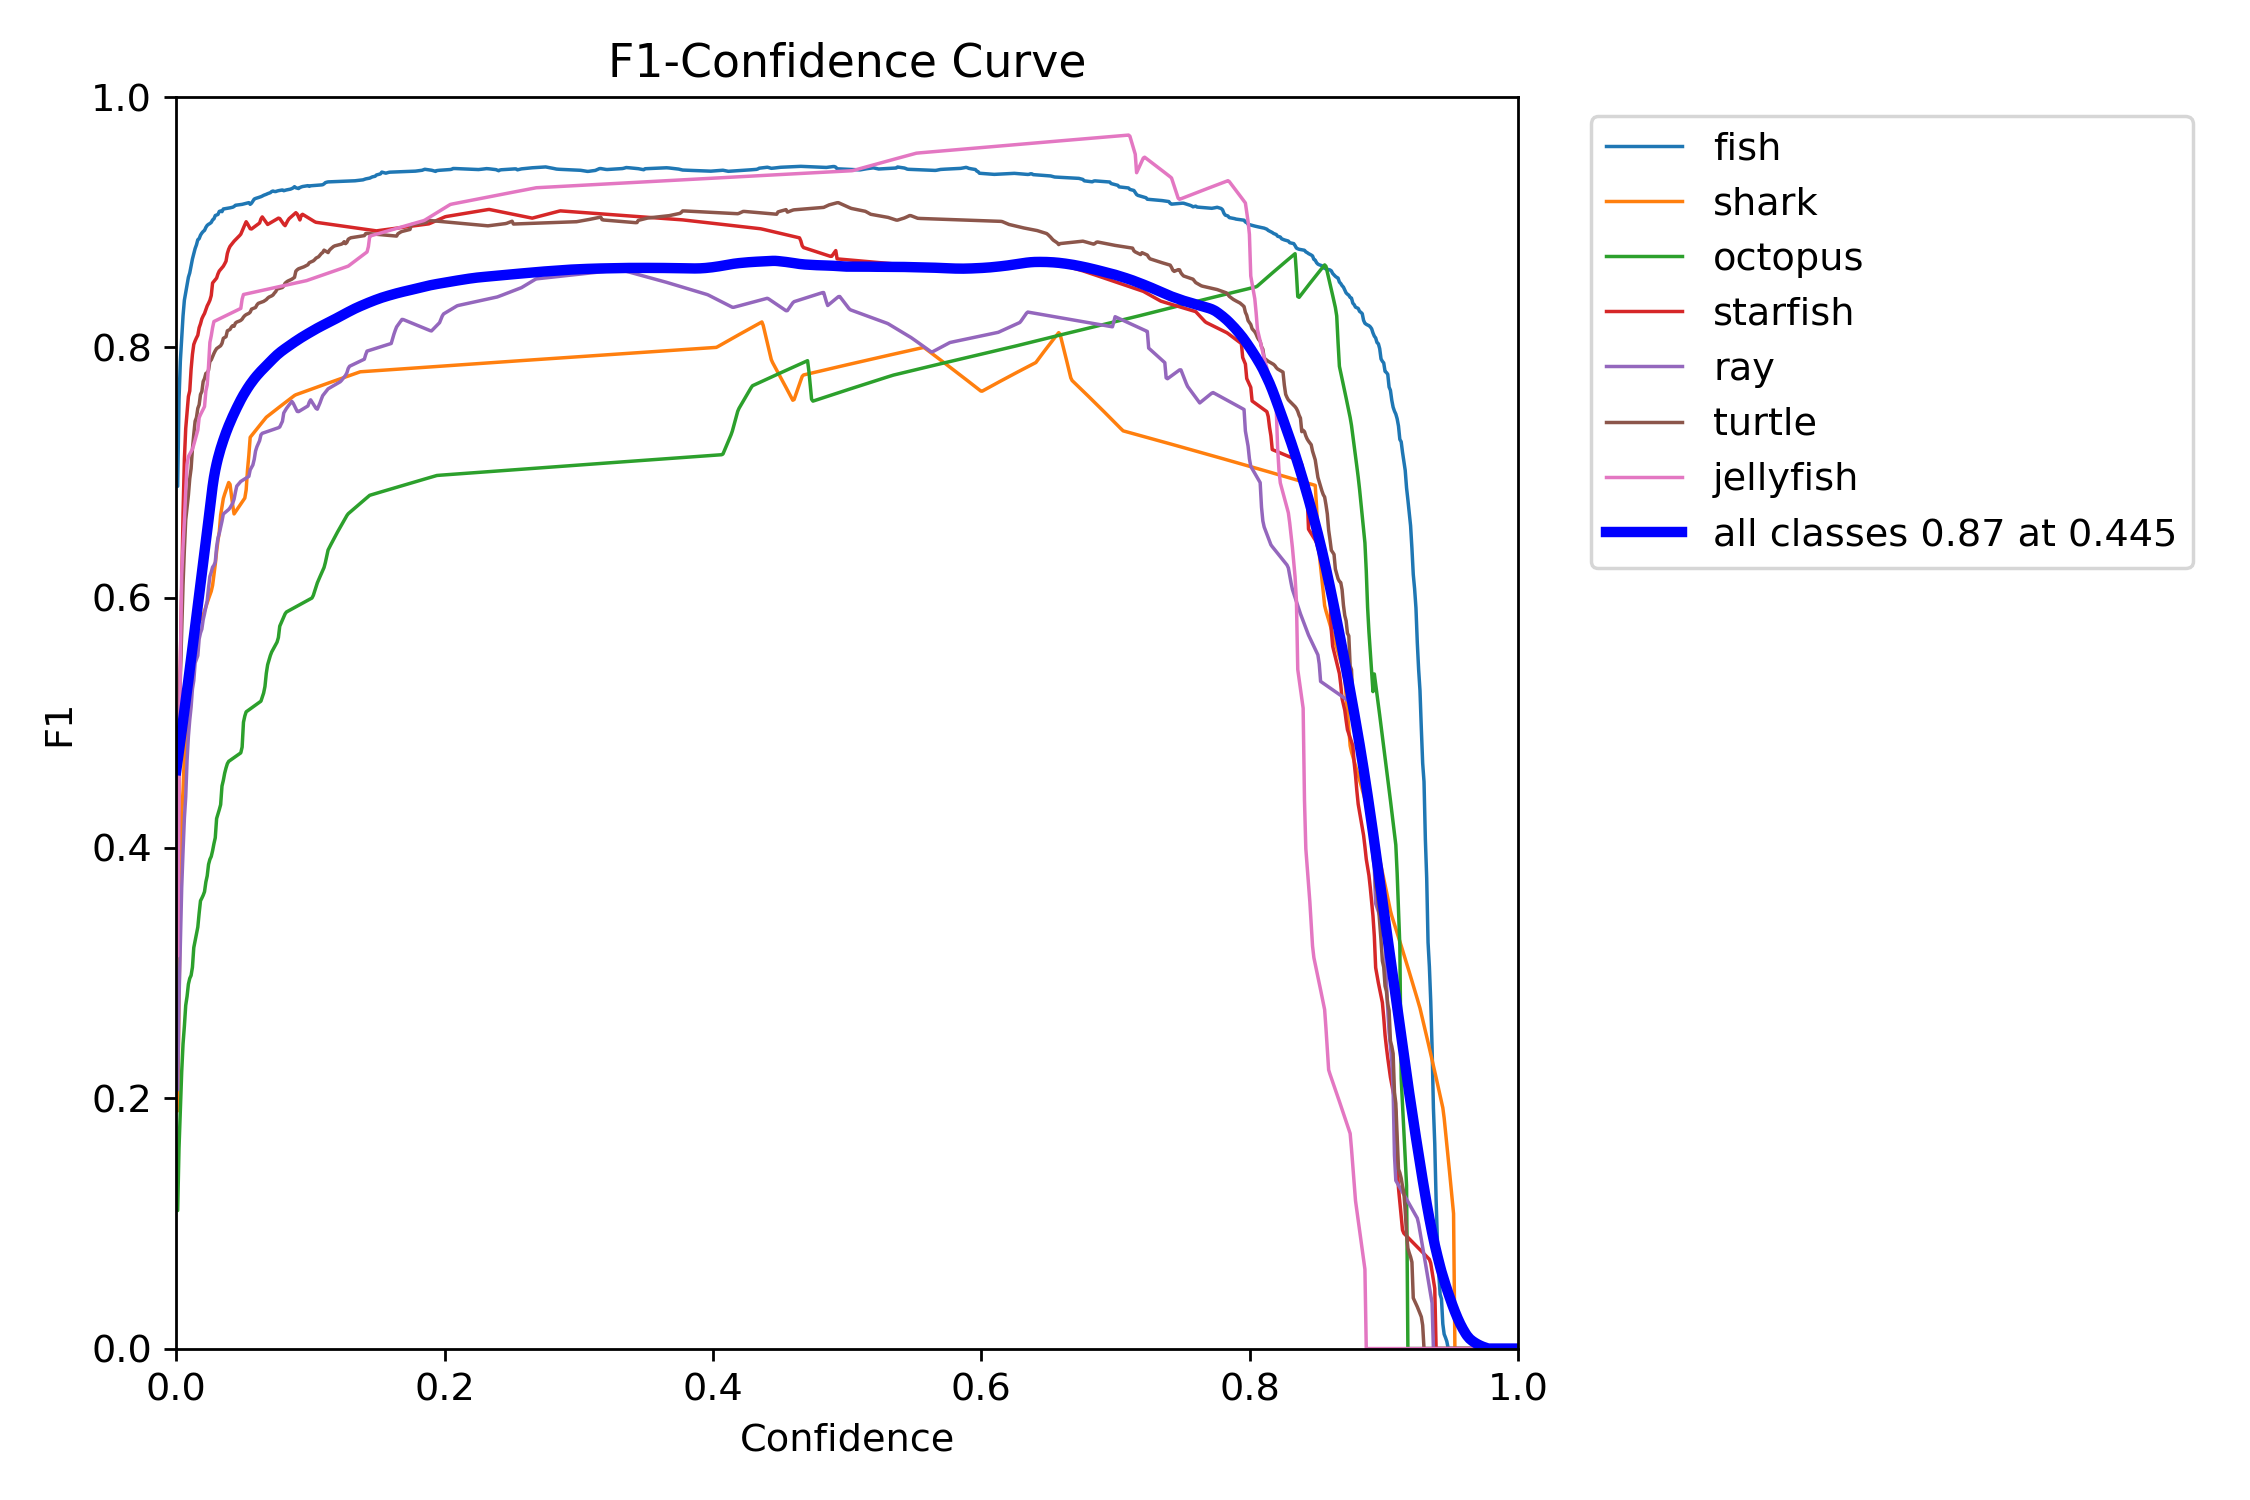 F1-Confidence Curve
1.0
0.8
0.6
0.4
0.2
0.0
F1
0.0 0.2 0.4 0.6 0.8 1.0
Confidence
fish
shark
octopus
starfish
ray
turtle
jellyfish
all classes 0.87 at 0.445